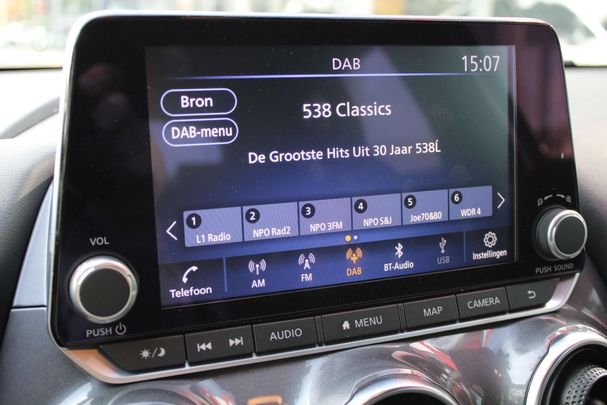 DAB
15:07
Bron
538 Classics
DAB-menu
De Grootste Hits Uit 30 Jaar 538Ĺ
1 L1 Radio
2 NPO Rad2
3 NPO 3FM
4 NPO S&J
5 Joe70&80
6 WDR 4
Telefoon
AM
FM
DAB
BT-Audio
USB
Instellingen
VOL
PUSH
PUSH SOUND
AUDIO
MENU
MAP
CAMERA